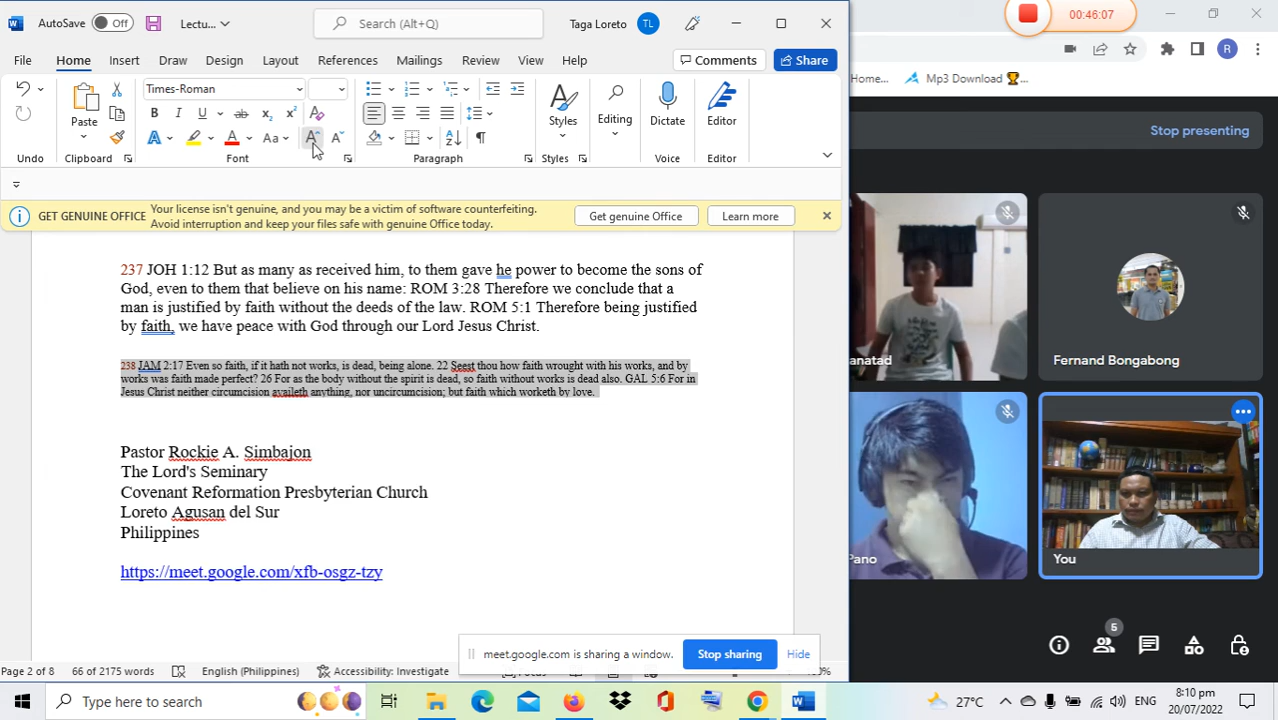 AutoSave Off Lectu... Search (Alt+Q) Taga Loreto TL
00:46:07
File Home Insert Draw Design Layout References Mailings Review View Help Comments Share
R
Home... Mp3 Download
Times-Roman
Paste
Styles Editing Dictate Editor
Undo Clipboard Font Paragraph Styles Voice Editor
Stop presenting
GET GENUINE OFFICE Your license isn't genuine, and you may be a victim of software counterfeiting.
Avoid interruption and keep your files safe with genuine Office today.
Get genuine Office Learn more
237 JOH 1:12 But as many as received him, to them gave he power to become the sons of
God, even to them that believe on his name: ROM 3:28 Therefore we conclude that a
man is justified by faith without the deeds of the law. ROM 5:1 Therefore being justified
by faith, we have peace with God through our Lord Jesus Christ.
238 JAM 2:17 Even so faith, if it hath not works, is dead, being alone. 22 Seest thou how faith wrought with his works, and by
works was faith made perfect? 26 For as the body without the spirit is dead, so faith without works is dead also. GAL 5:6 For in
Jesus Christ neither circumcision availeth anything, nor uncircumcision; but faith which worketh by love.
Pastor Rockie A. Simbajon
The Lord's Seminary
Covenant Reformation Presbyterian Church
Loreto Agusan del Sur
Philippines
https://meet.google.com/xfb-osgz-tzy
anatad
Fernand Bongabong
Pano
You
6
meet.google.com is sharing a window. Stop sharing Hide
Page 2 of 8 66 of 2175 words English (Philippines) Accessibility: Investigate Focus
Type here to search
27°C ENG
8:10 pm
20/07/2022